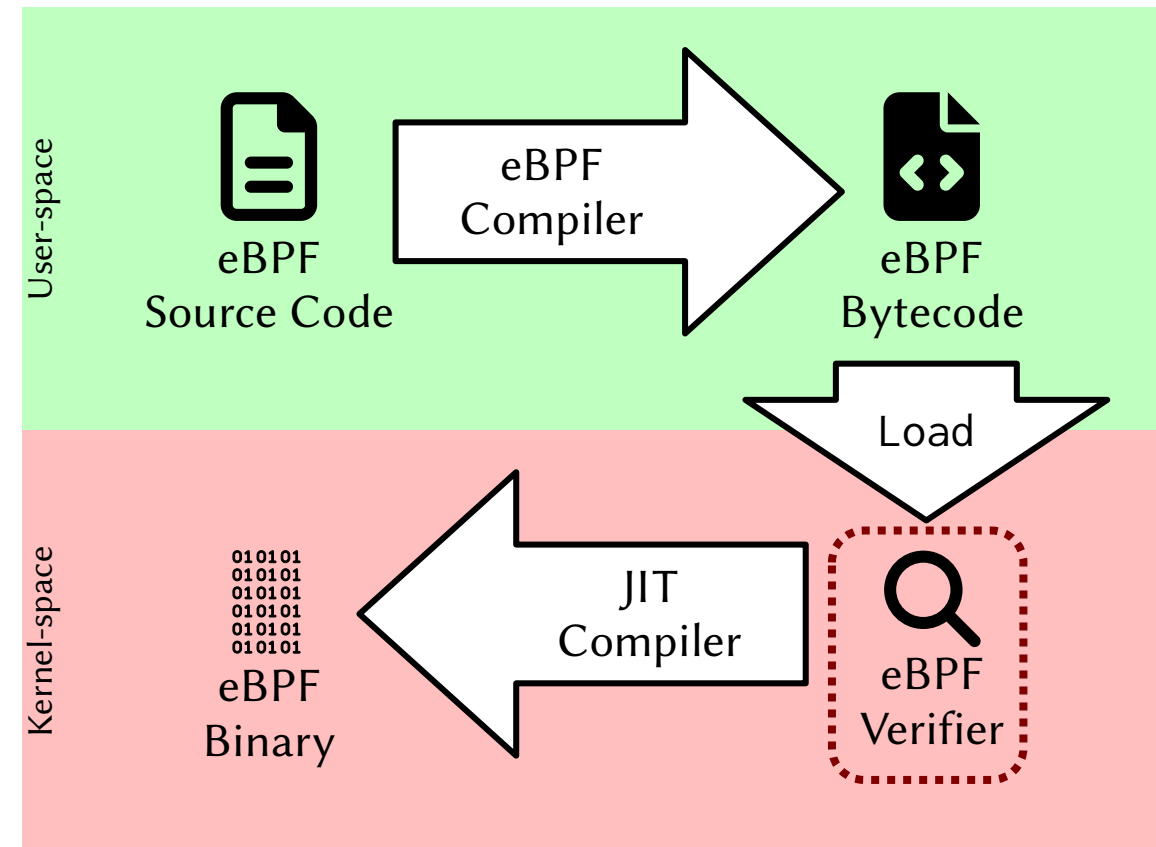 User-space
eBPF
Source Code
eBPF
Compiler
eBPF
Bytecode
Load
Kernel-space
010101
010101
010101
010101
010101
010101
eBPF
Binary
JIT
Compiler
eBPF
Verifier